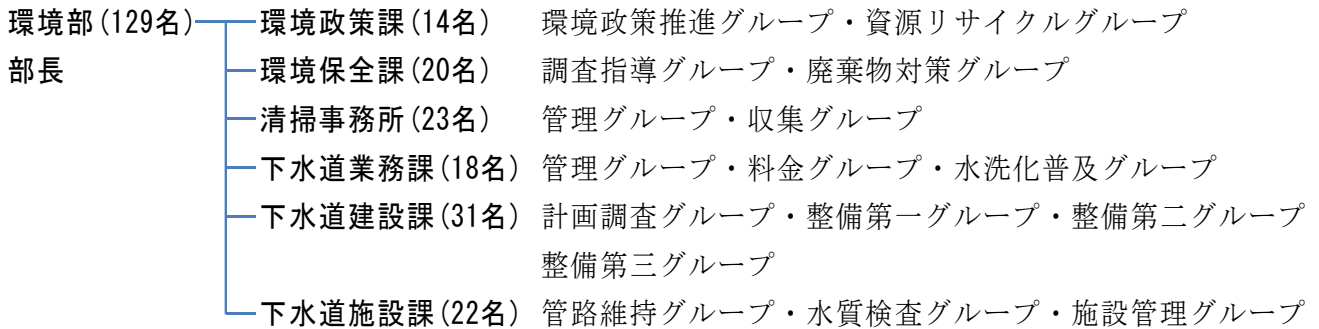 環境部(129名) 環境政策課(14名) 環境政策推進グループ・資源リサイクルグループ
部長 環境保全課(20名) 調査指導グループ・廃棄物対策グループ
清掃事務所(23名) 管理グループ・収集グループ
下水道業務課(18名) 管理グループ・料金グループ・水洗化普及グループ
下水道建設課(31名) 計画調査グループ・整備第一グループ・整備第二グループ
整備第三グループ
下水道施設課(22名) 管路維持グループ・水質検査グループ・施設管理グループ